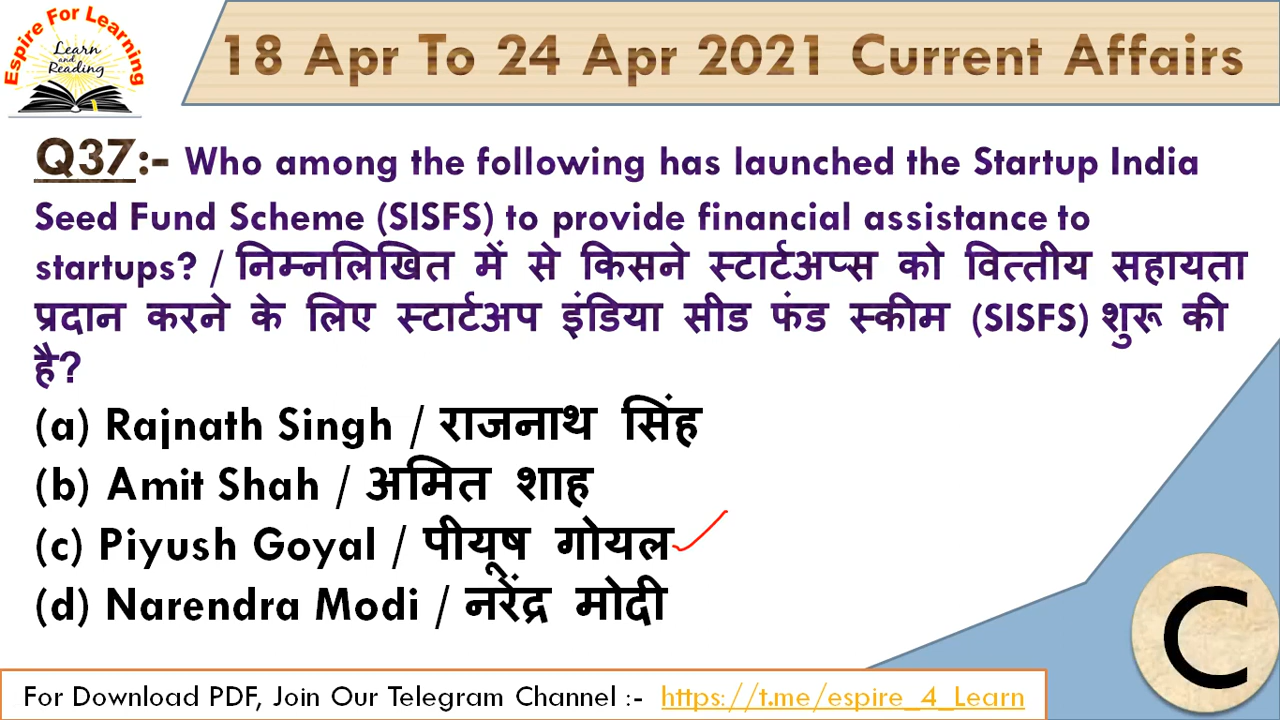 Espire For Learning
Learn
and
Reading
18 Apr To 24 Apr 2021 Current Affairs
Q37:- Who among the following has launched the Startup India
Seed Fund Scheme (SISFS) to provide financial assistance to
startups? / निम्नलिखित में से किसने स्टार्टअप्स को वित्तीय सहायता
प्रदान करने के लिए स्टार्टअप इंडिया सीड फंड स्कीम (SISFS) शुरू की
है?
(a) Rajnath Singh / राजनाथ सिंह
(b) Amit Shah / अमित शाह
(c) Piyush Goyal / पीयूष गोयल
(d) Narendra Modi / नरेंद्र मोदी
C
For Download PDF, Join Our Telegram Channel :- https://t.me/espire_4_Learn